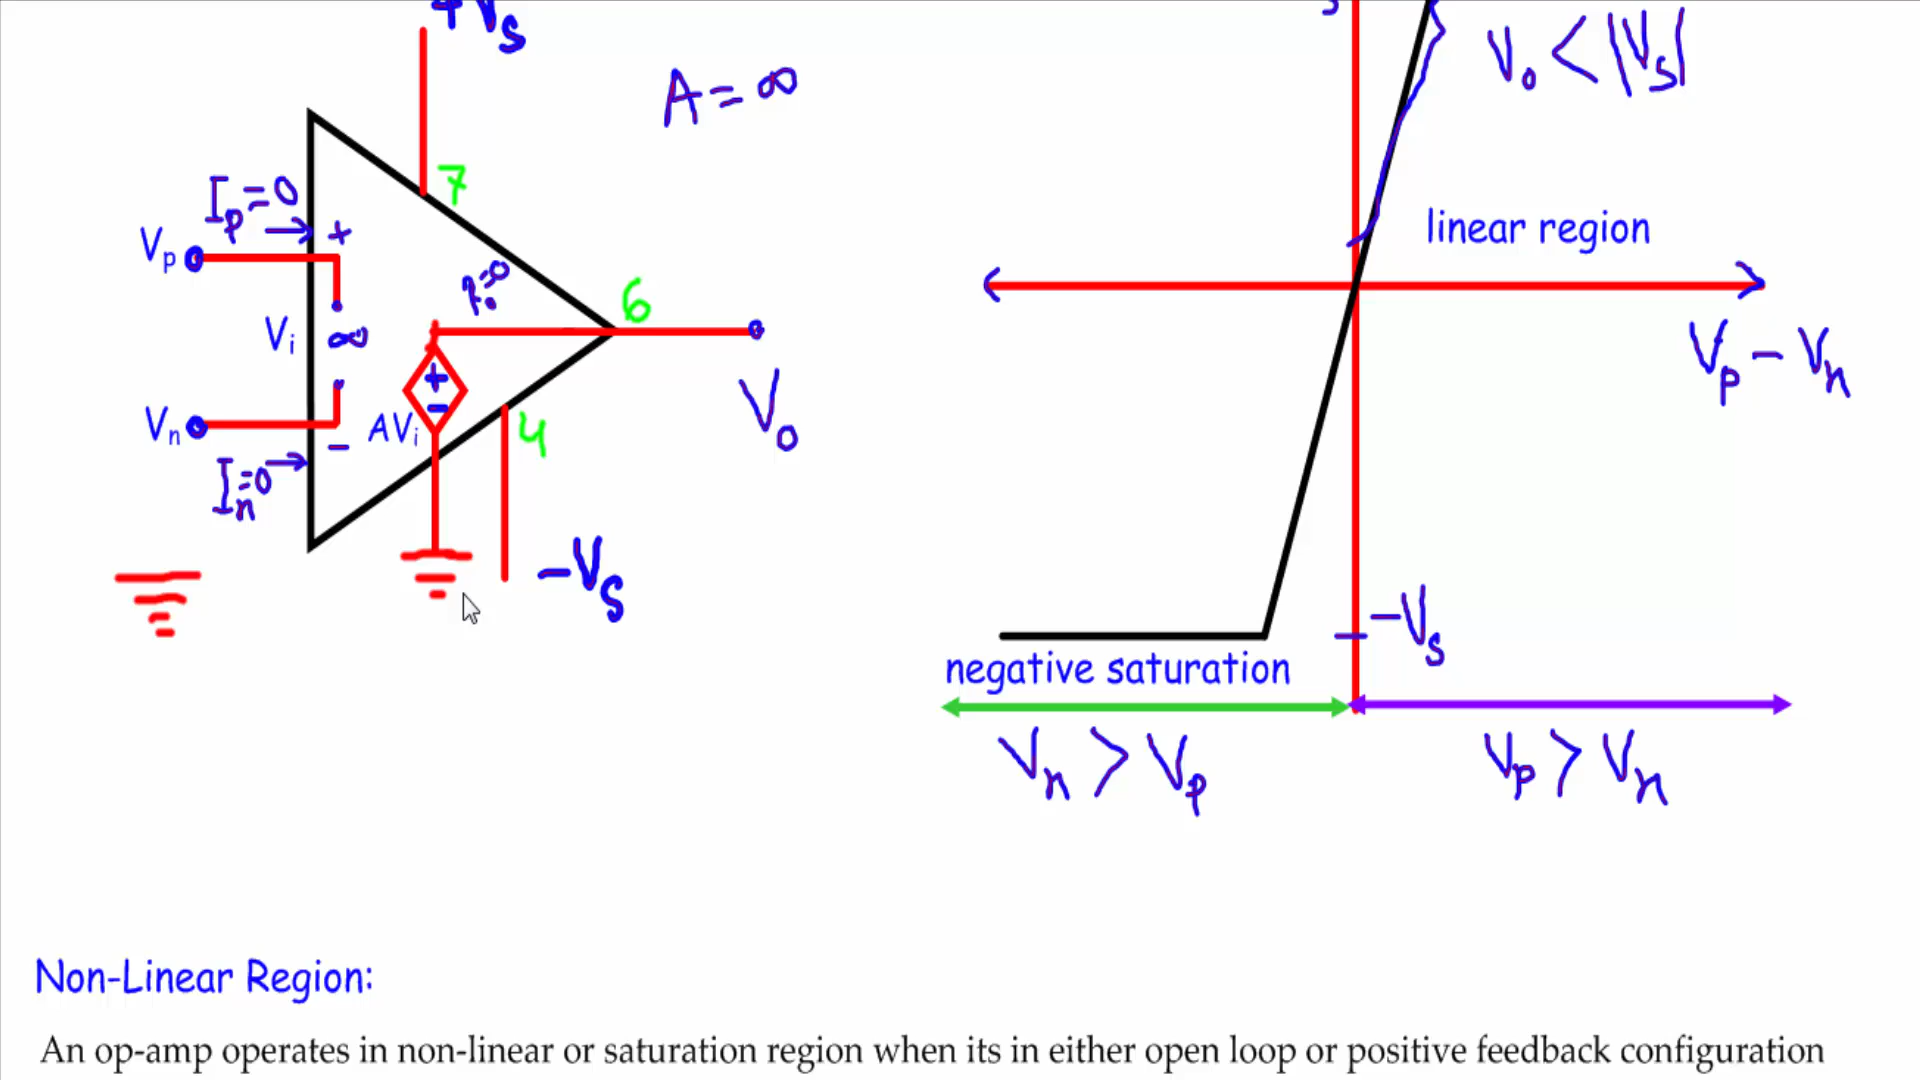 +Vs
A = ∞
7
Ip = 0
+
Vp
Ro = 0
6
Vi
∞
+
-
Vn
AVi
4
Vo
-
In = 0
-Vs
Vo < |Vs|
linear region
Vp - Vn
-Vs
negative saturation
Vn > Vp
Vp > Vn
Non-Linear Region:
An op-amp operates in non-linear or saturation region when its in either open loop or positive feedback configuration